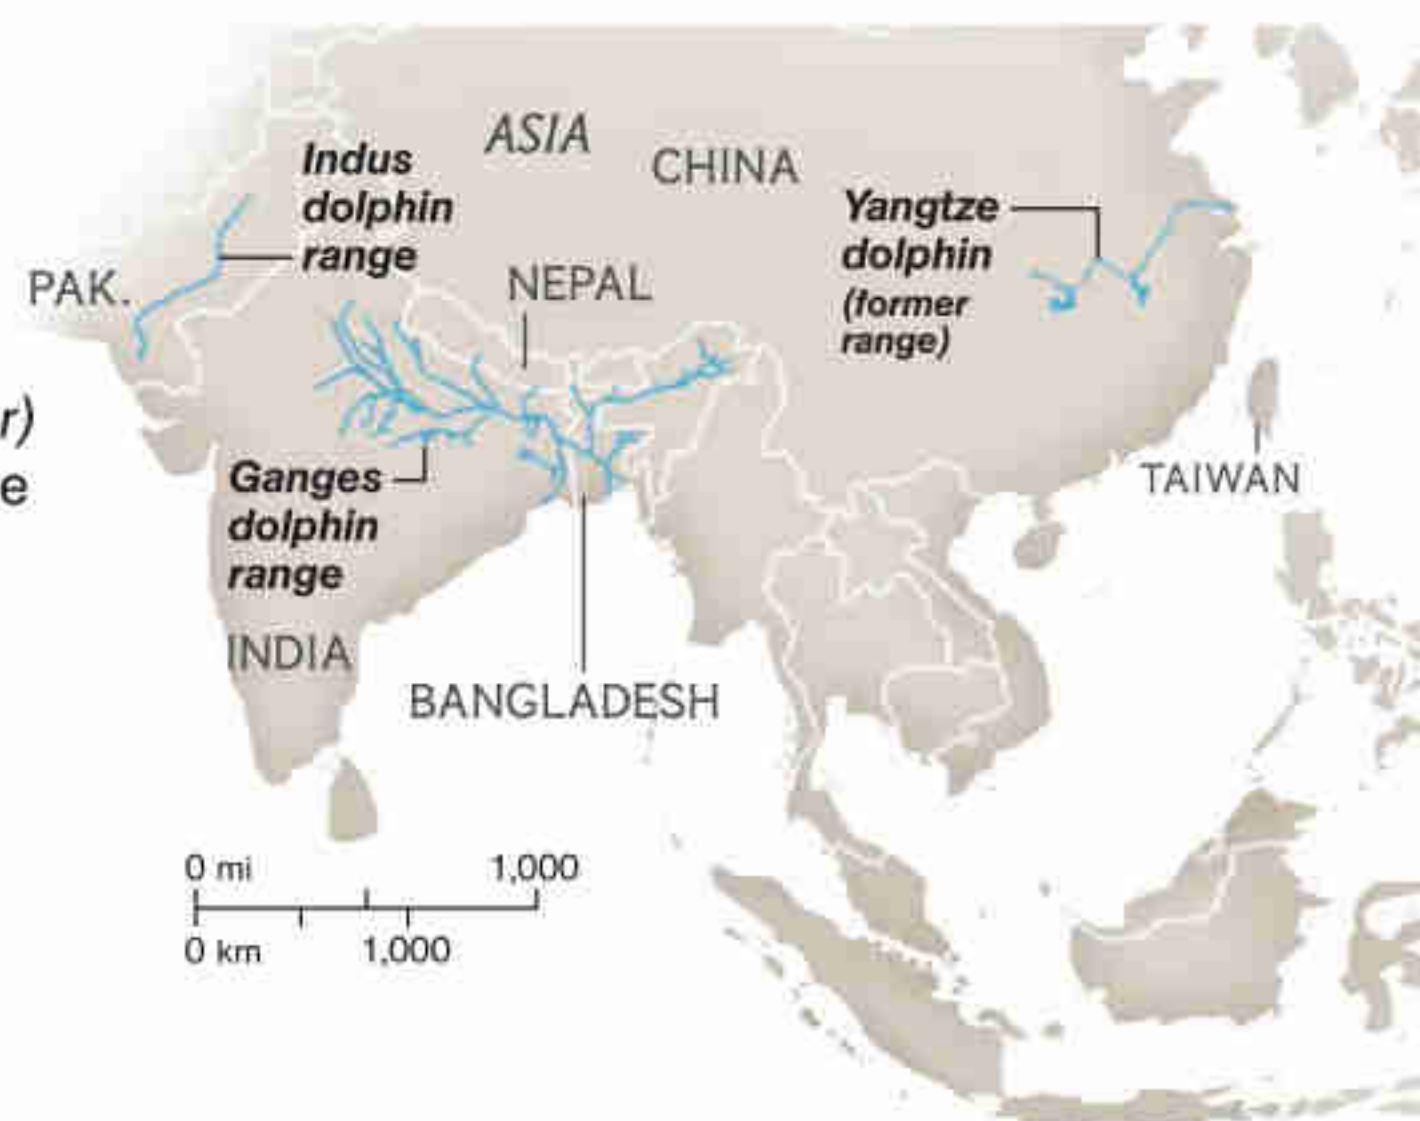 ASIA
CHINA
Indus
dolphin
range
Yangtze
dolphin
(former
range)
PAK.
NEPAL
r)
e
Ganges
dolphin
range
TAIWAN
INDIA
BANGLADESH
0 mi 1,000
0 km 1,000